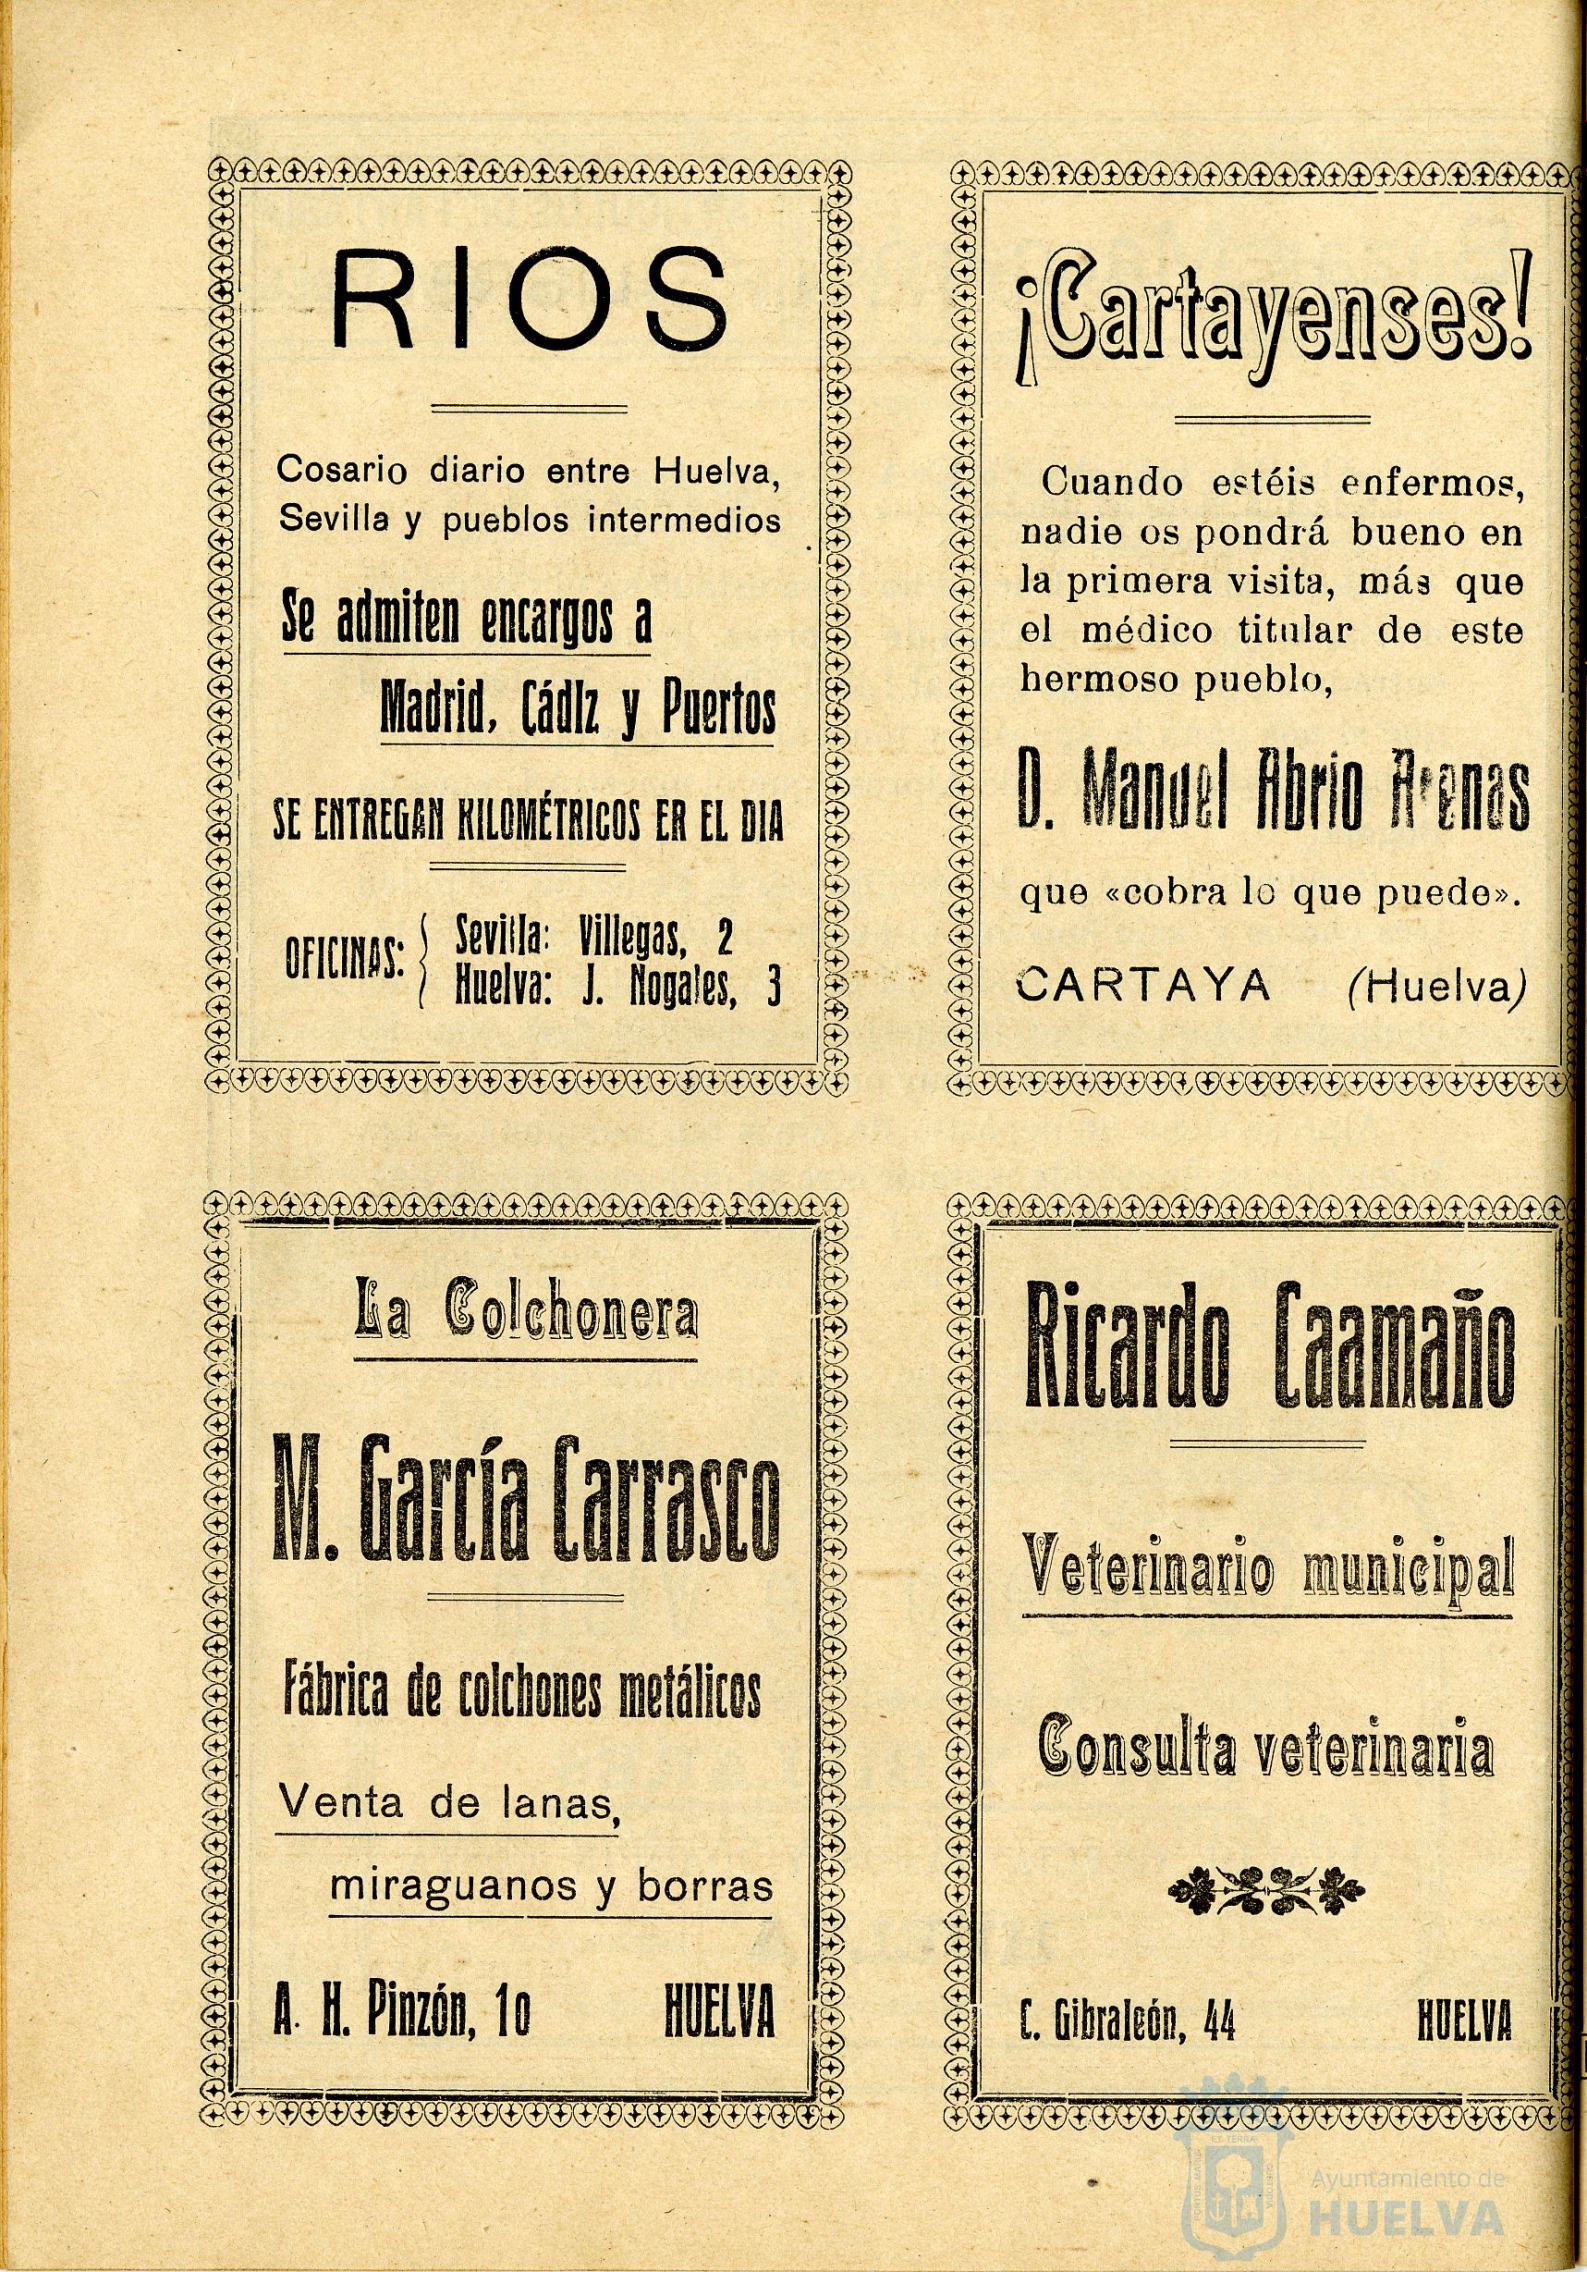 RIOS
Cosario diario entre Huelva,
Sevilla y pueblos intermedios
Se admiten encargos a
Madrid, Cádiz y Puertos
SE ENTREGAN KILOMÉTRICOS ER EL DIA
OFICINAS:
Sevilla: Villegas, 2
Huelva: J. Nogales, 3
¡Cartayenses!
Cuando estéis enfermos,
nadie os pondrá bueno en
la primera visita, más que
el médico titular de este
hermoso pueblo,
D. Manuel Abrio Arenas
que «cobra lo que puede».
CARTAYA (Huelva)
La Colchonera
M. García Carrasco
Fábrica de colchones metálicos
Venta de lanas,
miraguanos y borras
A. H. Pinzón, 10 HUELVA
Ricardo Caamaño
Veterinario municipal
Consulta veterinaria
C. Gibraleón, 44 HUELVA
Ayuntamiento de
HUELVA